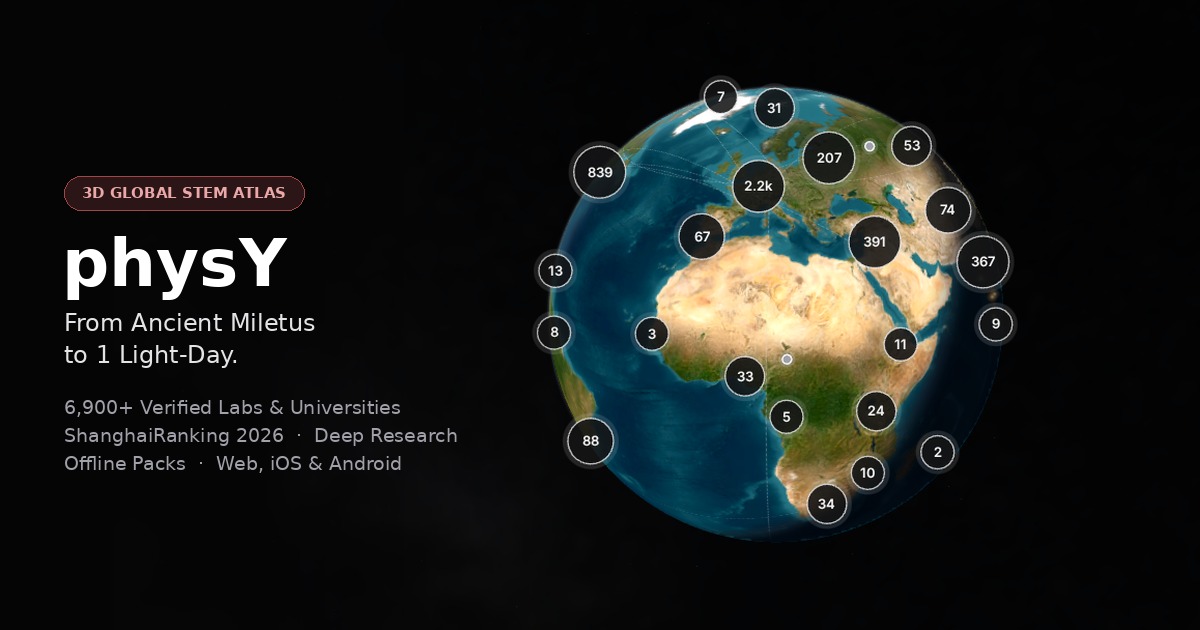 3D GLOBAL STEM ATLAS
physY
From Ancient Miletus
to 1 Light-Day.
6,900+ Verified Labs & Universities
ShanghaiRanking 2026 · Deep Research
Offline Packs · Web, iOS & Android
7
31
839
207
53
2.2k
74
67
391
367
13
8
3
9
11
33
5
24
88
2
10
34